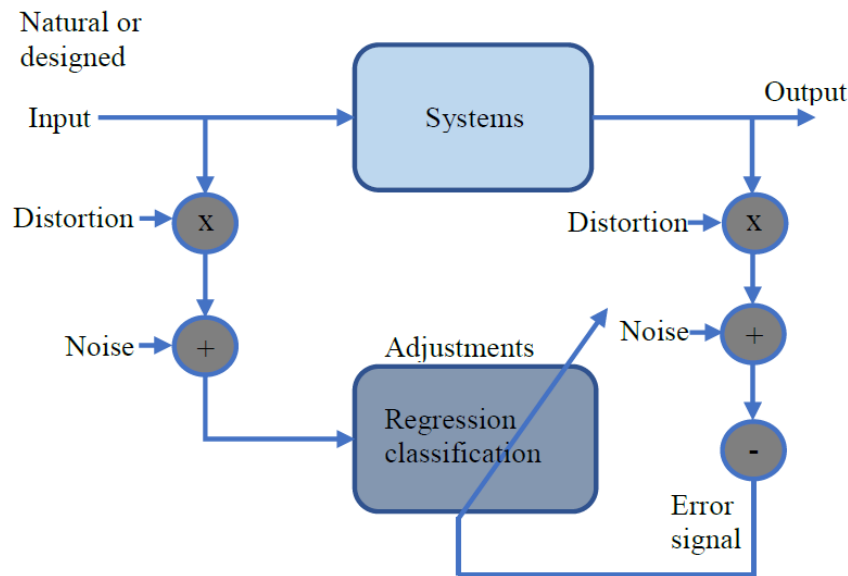 Natural or
designed
Input
Systems
Output
Distortion
x
Distortion
x
Noise
+
Noise
+
Adjustments
Regression
classification
-
Error
signal